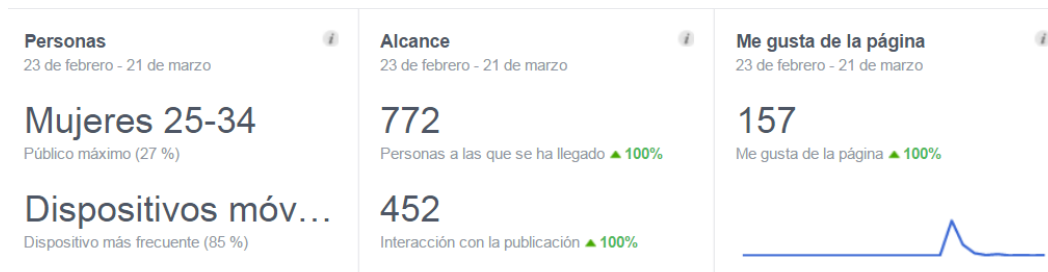 Personas
23 de febrero - 21 de marzo
Mujeres 25-34
Público máximo (27 %)
Dispositivos móv…
Dispositivo más frecuente (85 %)
Alcance
23 de febrero - 21 de marzo
772
Personas a las que se ha llegado ▲ 100%
452
Interacción con la publicación ▲ 100%
Me gusta de la página
23 de febrero - 21 de marzo
157
Me gusta de la página ▲ 100%